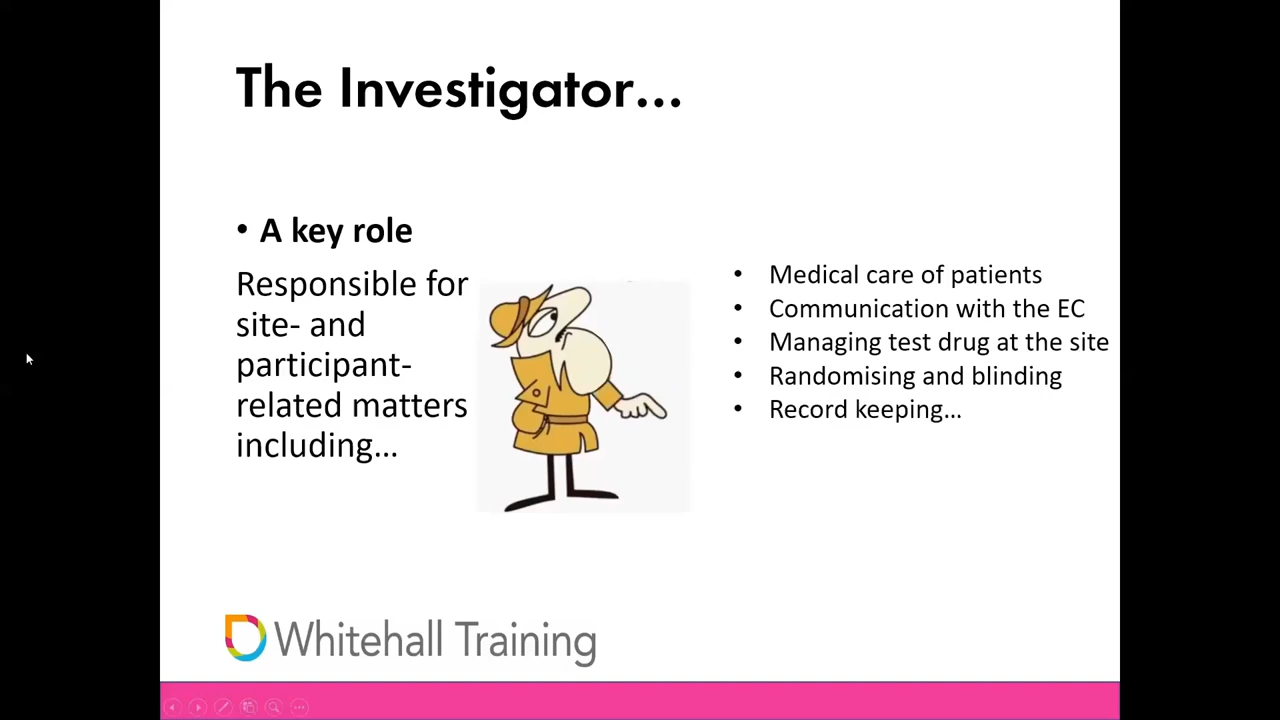 The Investigator...
• A key role
Responsible for
site- and
participant-
related matters
including...
• Medical care of patients
• Communication with the EC
• Managing test drug at the site
• Randomising and blinding
• Record keeping...
Whitehall Training